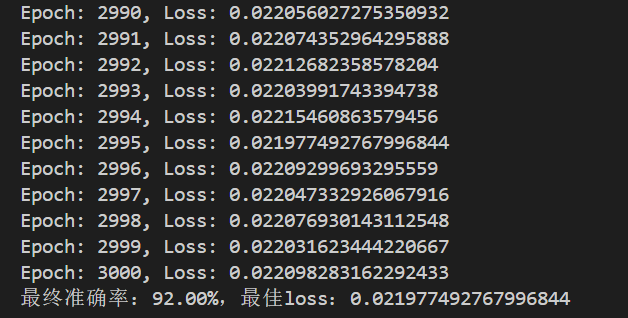 Epoch: 2990, Loss: 0.022056027275350932
Epoch: 2991, Loss: 0.022074352964295888
Epoch: 2992, Loss: 0.02212682358578204
Epoch: 2993, Loss: 0.02203991743394738
Epoch: 2994, Loss: 0.02215460863579456
Epoch: 2995, Loss: 0.021977492767996844
Epoch: 2996, Loss: 0.02209299693295559
Epoch: 2997, Loss: 0.022047332926067916
Epoch: 2998, Loss: 0.022076930143112548
Epoch: 2999, Loss: 0.022031623444220667
Epoch: 3000, Loss: 0.022098283162292433
最终准确率：92.00%，最佳loss：0.021977492767996844